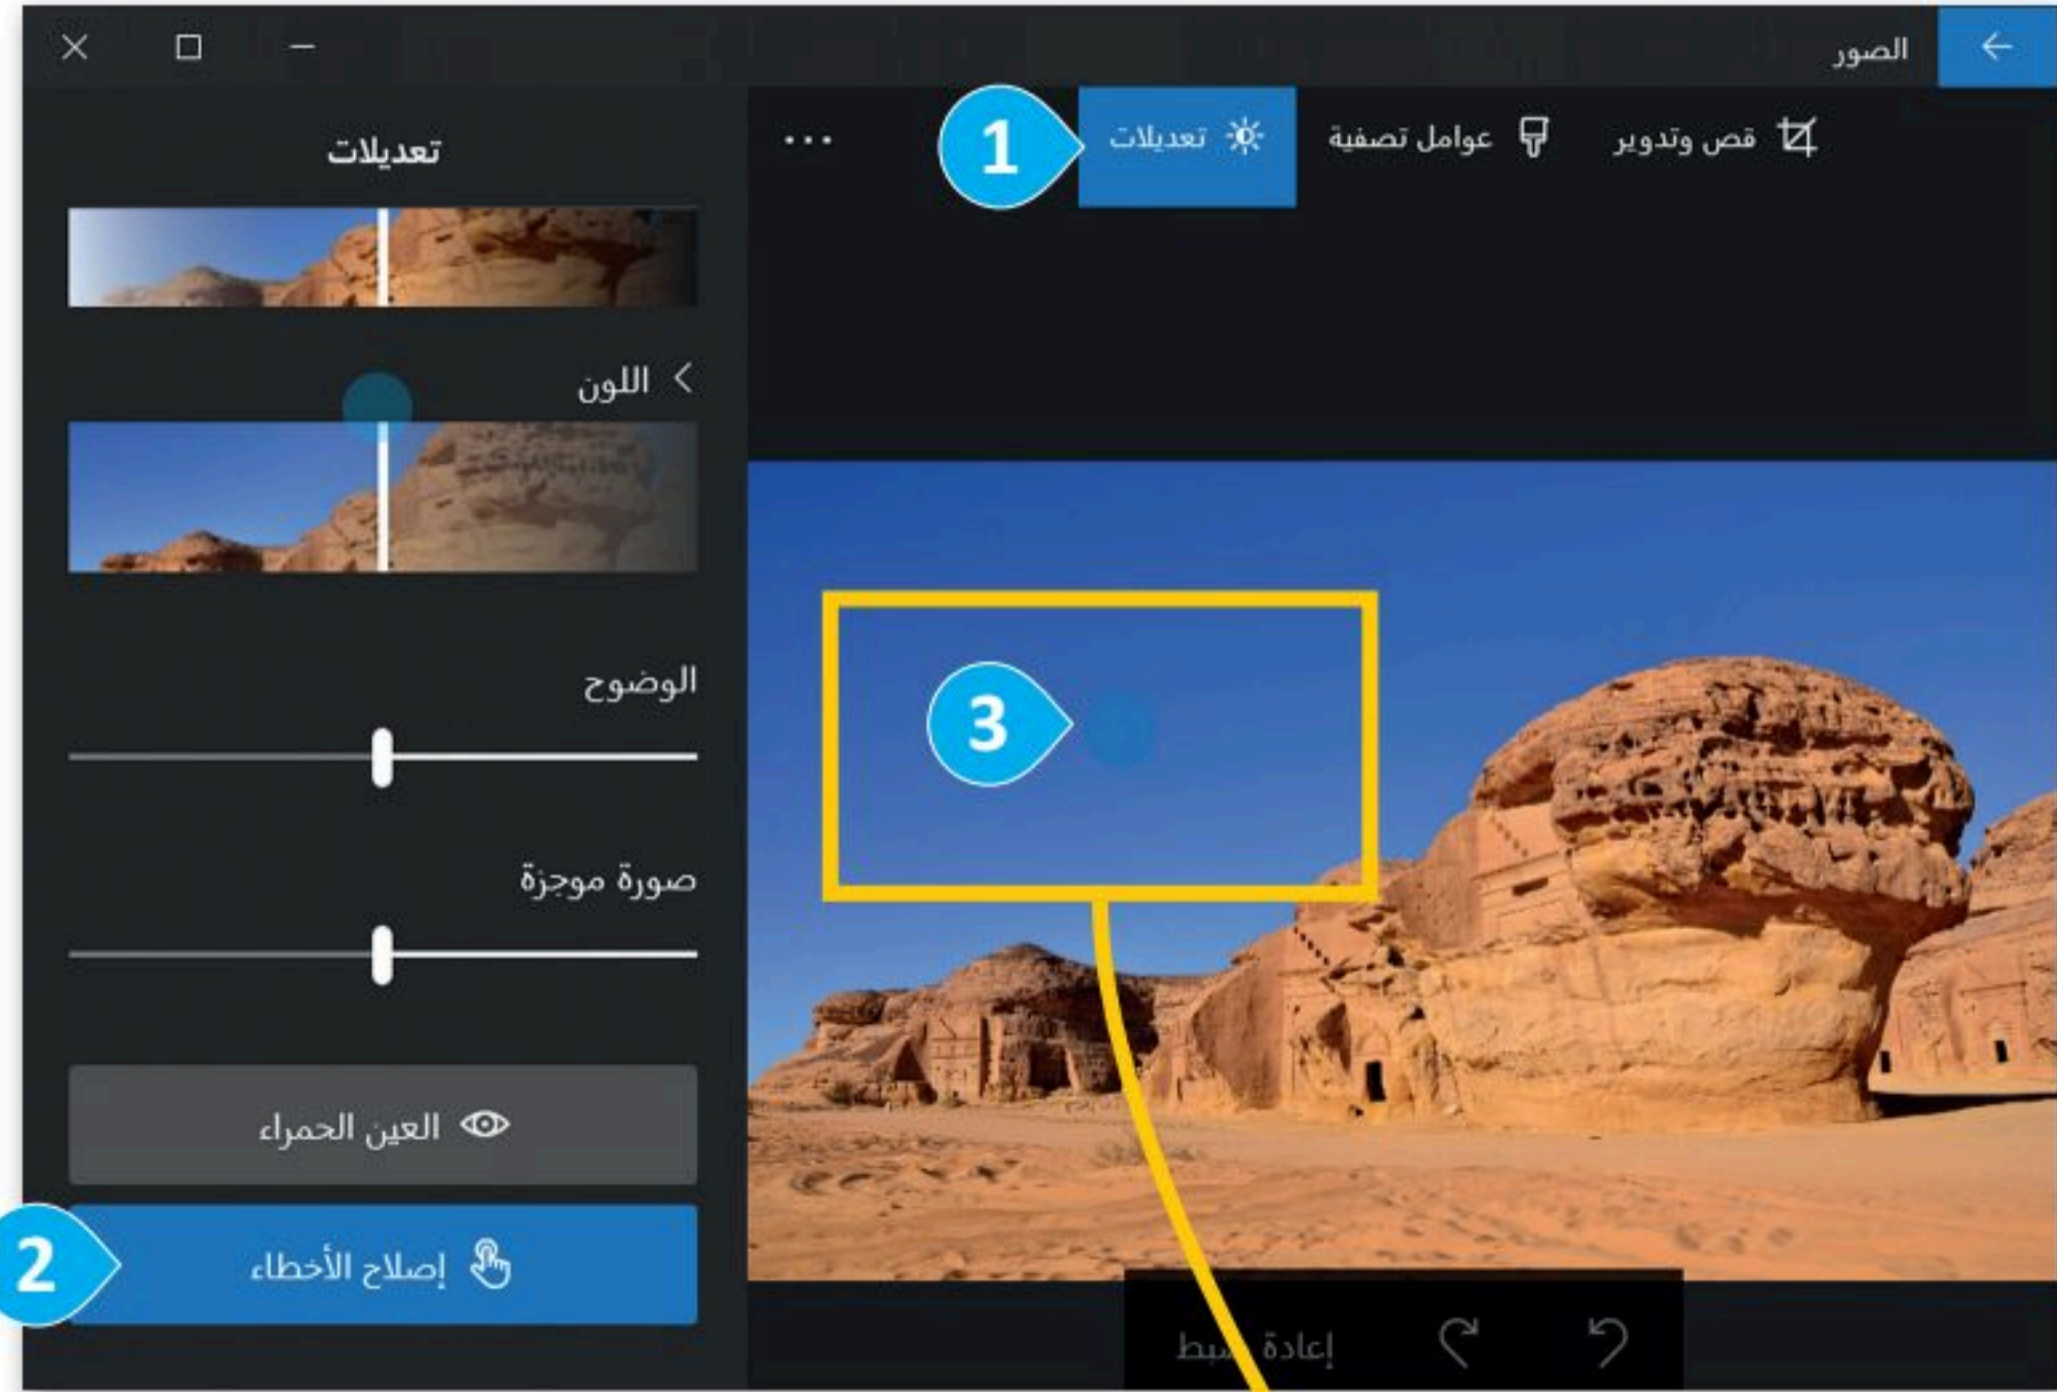 الصور
قص وتدوير
عوامل تصفية
تعديلات
1
...
تعديلات
اللون
الوضوح
صورة موجزة
العين الحمراء
إصلاح الأخطاء
2
3
إعادة ضبط